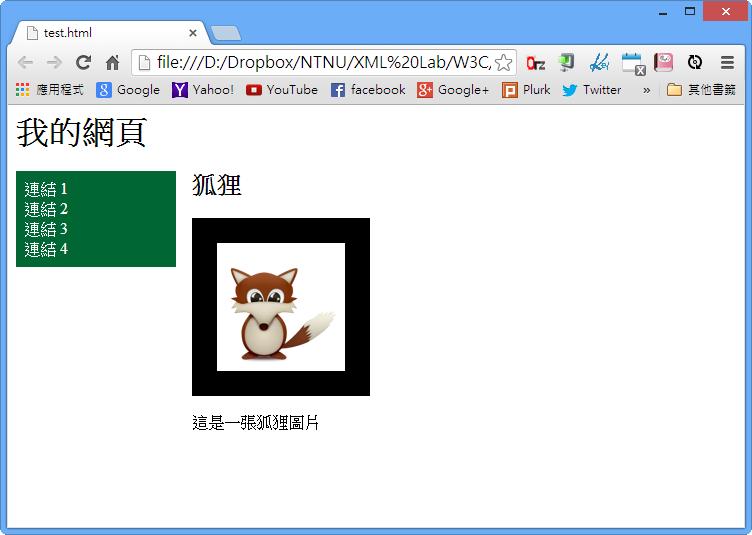 test.html
file:///D:/Dropbox/NTNU/XML%20Lab/W3C,
Orz
Key
應用程式 Google Yahoo! YouTube facebook Google+ Plurk Twitter » 其他書籤
我的網頁
連結 1
連結 2
連結 3
連結 4
狐狸
這是一張狐狸圖片